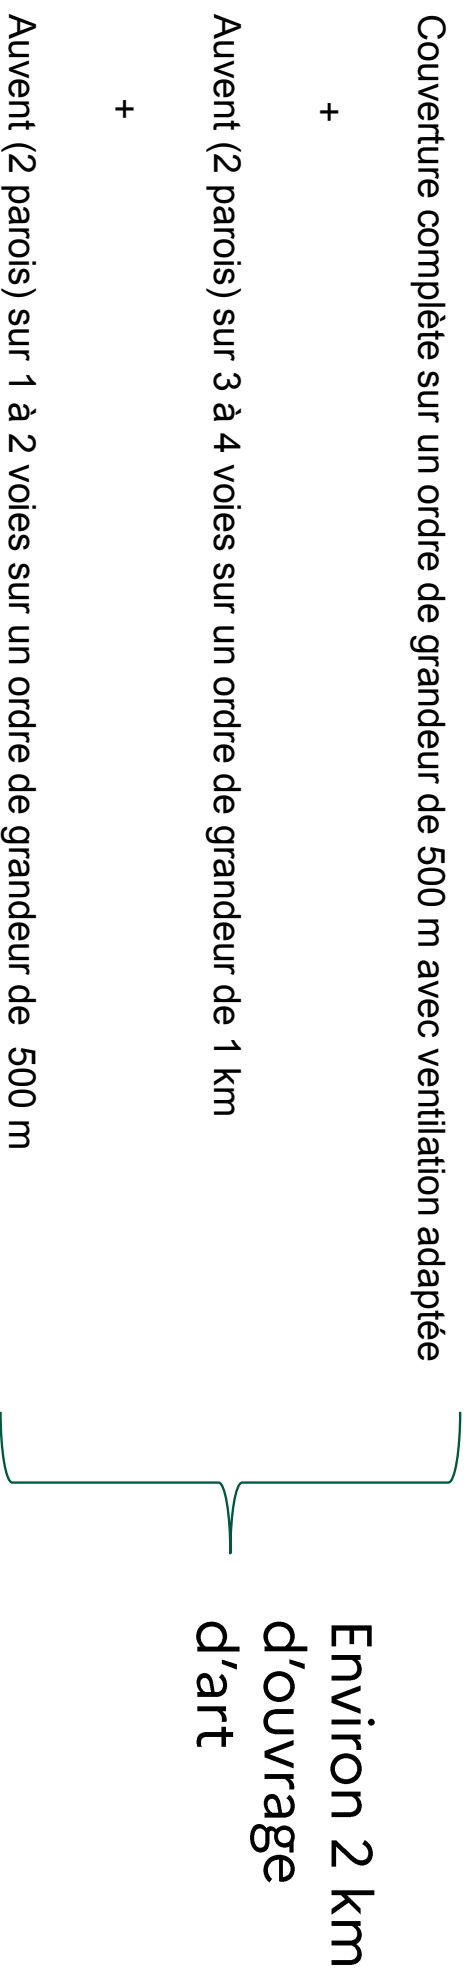 Couverture complète sur un ordre de grandeur de 500 m avec ventilation adaptée
+
Auvent (2 parois) sur 3 à 4 voies sur un ordre de grandeur de 1 km
+
Auvent (2 parois) sur 1 à 2 voies sur un ordre de grandeur de 500 m
Environ 2 km
d’ouvrage
d’art